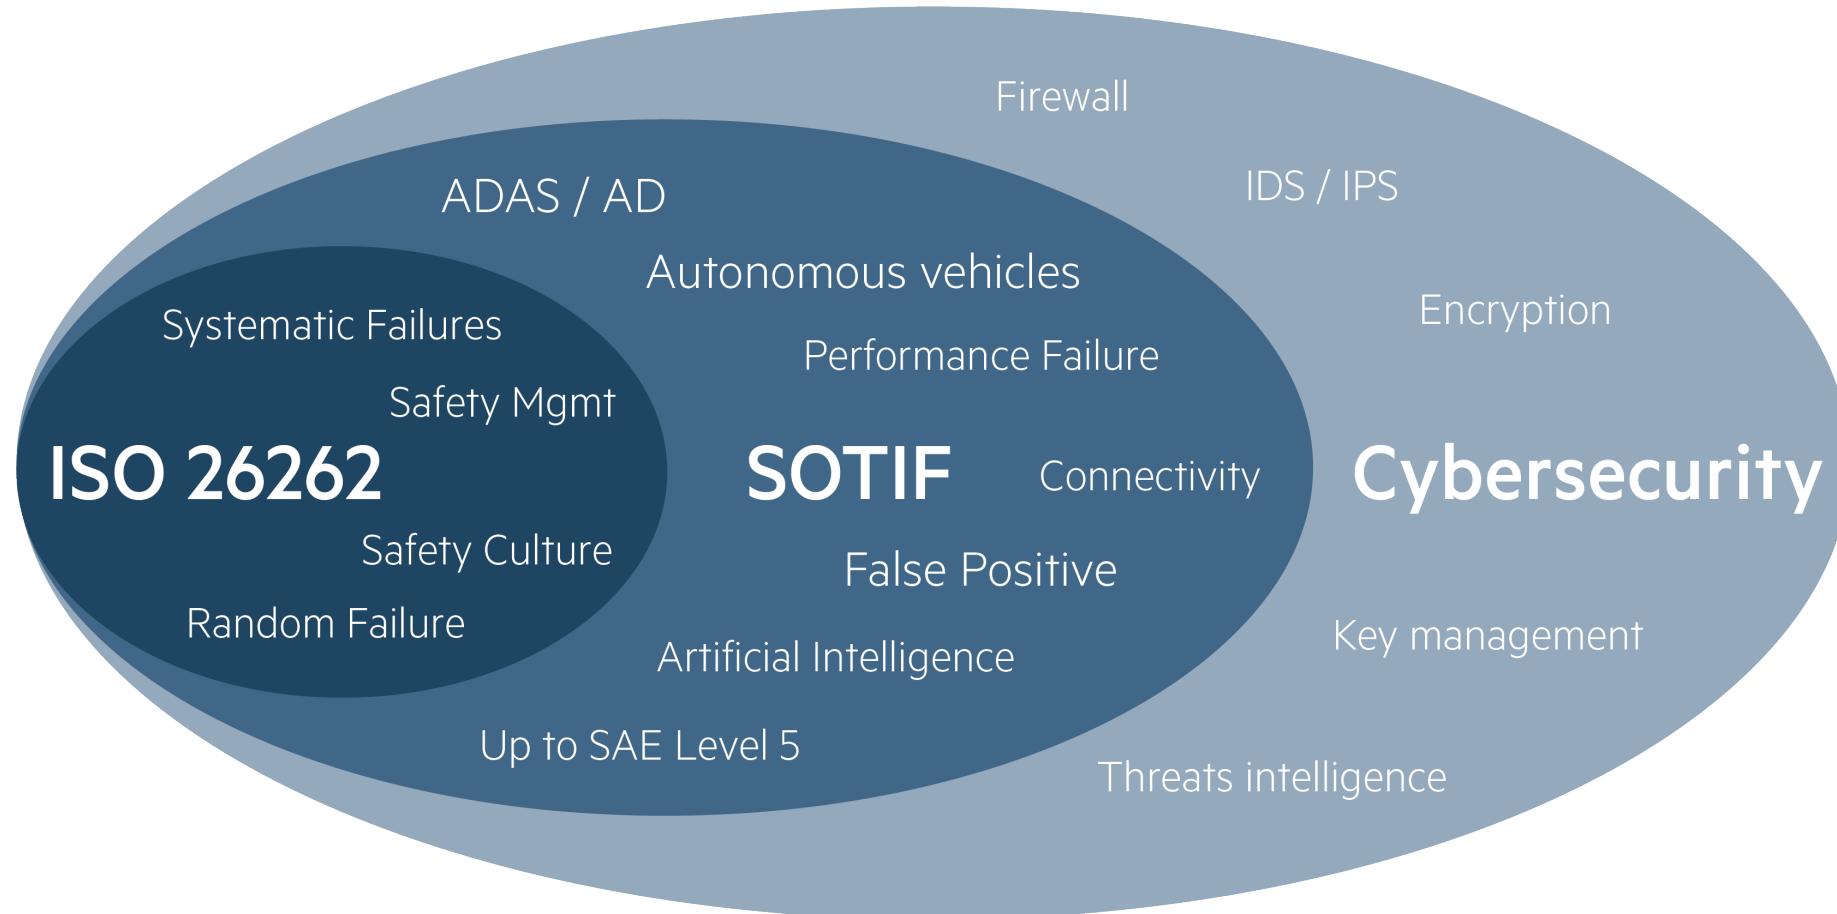 Firewall
IDS / IPS
Encryption
Cybersecurity
Key management
Threats intelligence
ADAS / AD
Autonomous vehicles
Performance Failure
SOTIF
Connectivity
False Positive
Artificial Intelligence
Up to SAE Level 5
Systematic Failures
Safety Mgmt
ISO 26262
Safety Culture
Random Failure